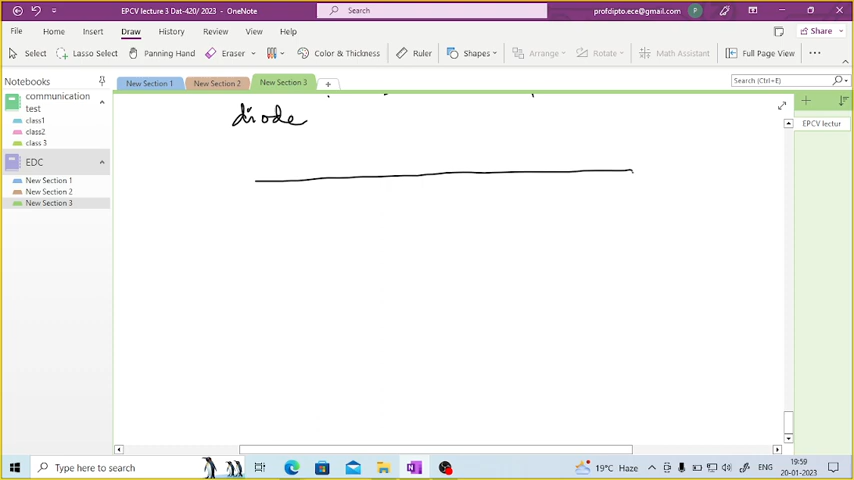 EPCV lecture 3 Dat-420/ 2023 - OneNote
Search
profdipto.ece@gmail.com
P
File
Home
Insert
Draw
History
Review
View
Help
Share
Select
Lasso Select
Panning Hand
Eraser
Color & Thickness
Ruler
Shapes
Arrange
Math Assistant
Full Page View
Notebooks
New Section 1
New Section 2
New Section 3
Search (Ctrl+E)
communication
test
class1
class2
class 3
EDC
New Section 1
New Section 2
New Section 3
diode
EPCV lectur
Type here to search
19°C Haze
ENG
19:59
20-01-2023